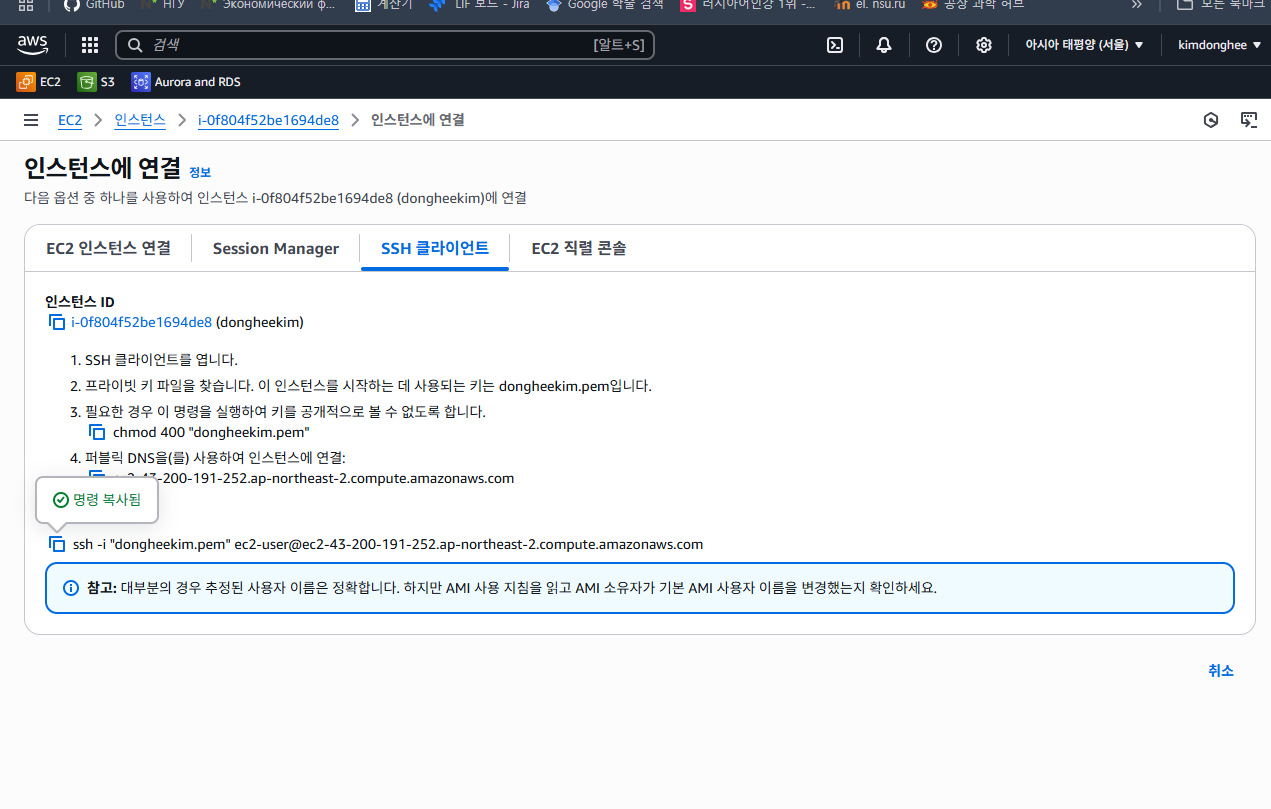 GitHub НГУ Экономический ф... 계산기 LIF 보드 - Jira Google 학술 검색 러시아어인강 1위 -... el. nsu.ru 공상 과학 허브 모든 북마크
aws 검색 [알트+S] 아시아 태평양 (서울) kimdonghee
EC2 S3 Aurora and RDS
EC2 인스턴스 i-0f804f52be1694de8 인스턴스에 연결
인스턴스에 연결 정보
다음 옵션 중 하나를 사용하여 인스턴스 i-0f804f52be1694de8 (dongheekim)에 연결
EC2 인스턴스 연결 Session Manager SSH 클라이언트 EC2 직렬 콘솔
인스턴스 ID
i-0f804f52be1694de8 (dongheekim)
1. SSH 클라이언트를 엽니다.
2. 프라이빗 키 파일을 찾습니다. 이 인스턴스를 시작하는 데 사용되는 키는 dongheekim.pem입니다.
3. 필요한 경우 이 명령을 실행하여 키를 공개적으로 볼 수 없도록 합니다.
chmod 400 "dongheekim.pem"
4. 퍼블릭 DNS을(를) 사용하여 인스턴스에 연결:
-200-191-252.ap-northeast-2.compute.amazonaws.com
명령 복사됨
ssh -i "dongheekim.pem" ec2-user@ec2-43-200-191-252.ap-northeast-2.compute.amazonaws.com
참고: 대부분의 경우 추정된 사용자 이름은 정확합니다. 하지만 AMI 사용 지침을 읽고 AMI 소유자가 기본 AMI 사용자 이름을 변경했는지 확인하세요.
취소